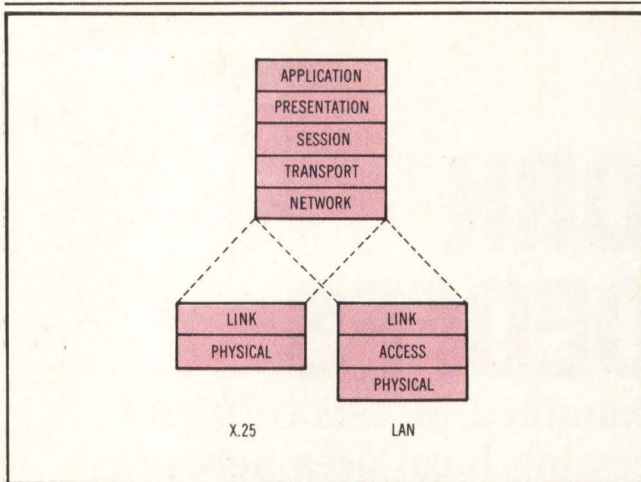 APPLICATION
PRESENTATION
SESSION
TRANSPORT
NETWORK
LINK
PHYSICAL
X.25
LINK
ACCESS
PHYSICAL
LAN